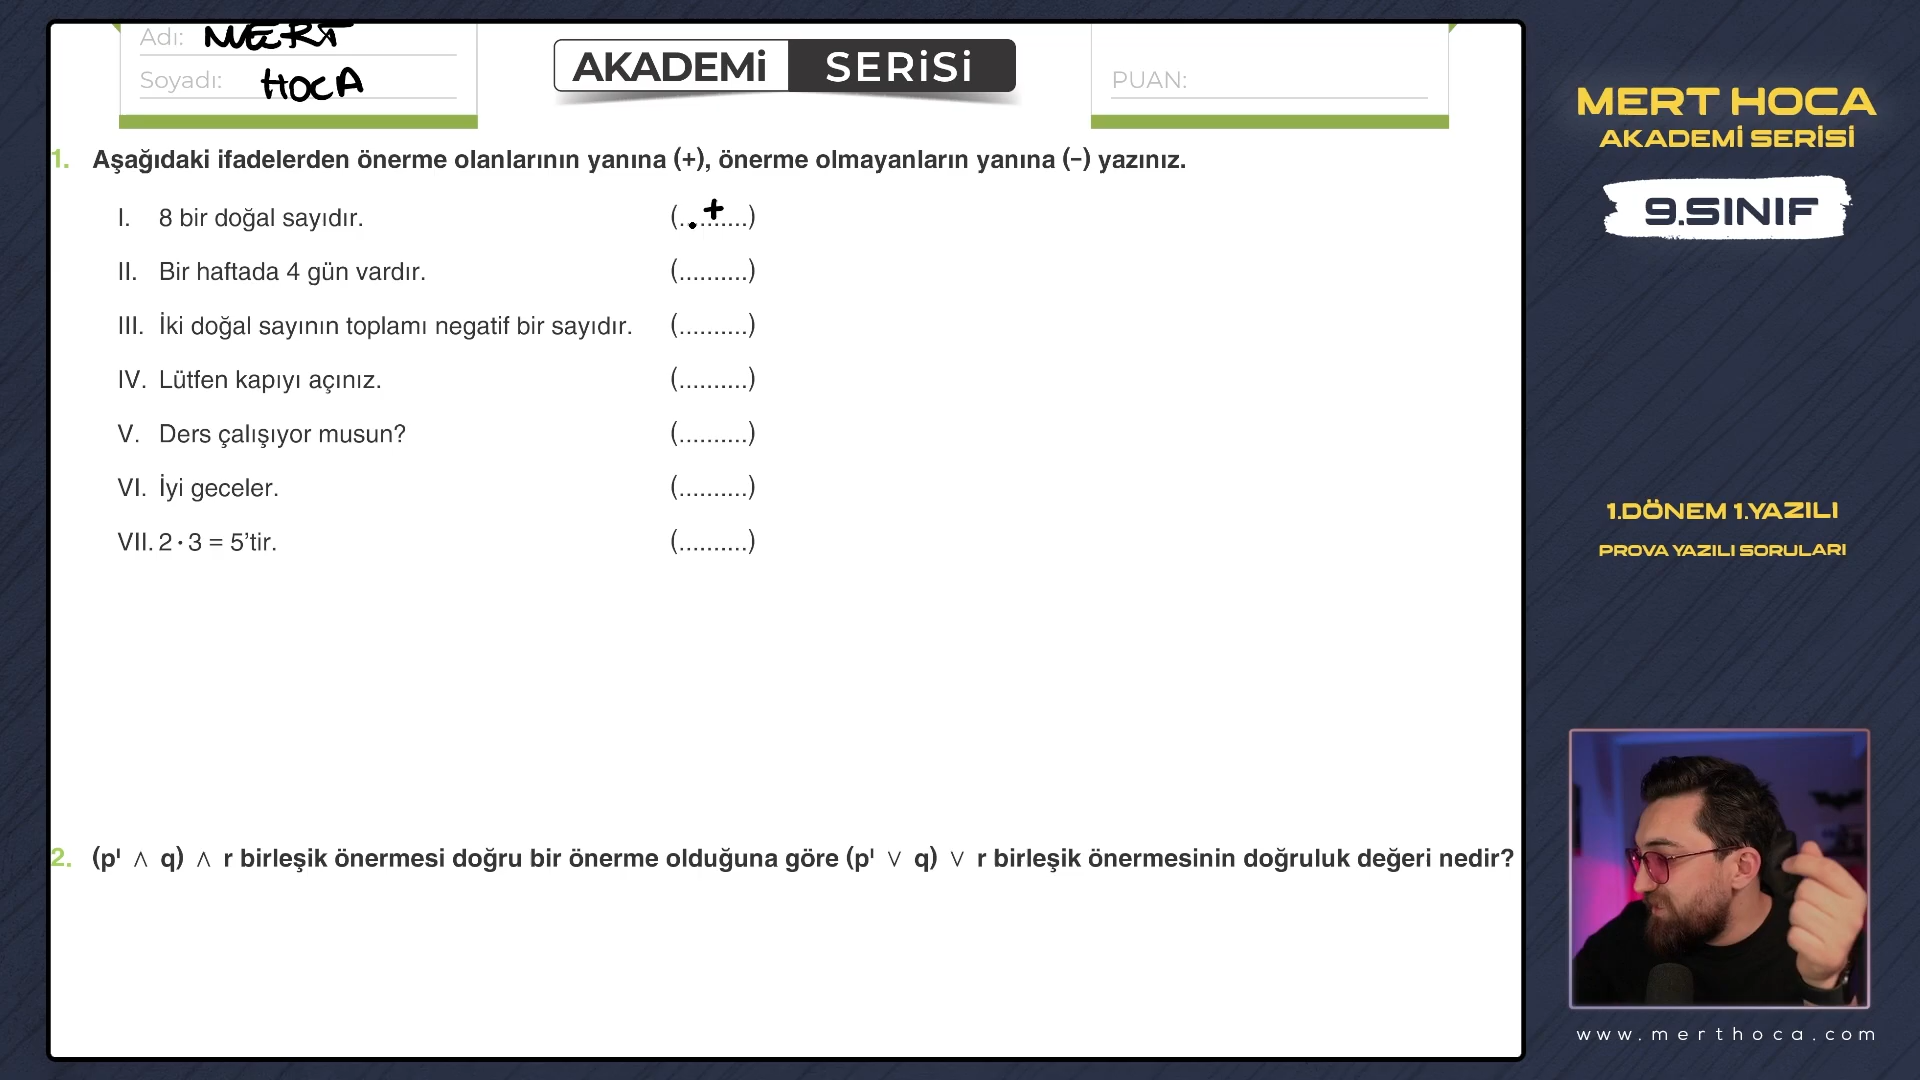 Adı: MERT
Soyadı: HOCA
AKADEMİ SERİSİ
PUAN:
1. Aşağıdaki ifadelerden önerme olanlarının yanına (+), önerme olmayanların yanına (−) yazınız.
I. 8 bir doğal sayıdır. (..+.......)
II. Bir haftada 4 gün vardır. (..........)
III. İki doğal sayının toplamı negatif bir sayıdır. (..........)
IV. Lütfen kapıyı açınız. (..........)
V. Ders çalışıyor musun? (..........)
VI. İyi geceler. (..........)
VII. 2 · 3 = 5’tir. (..........)
2. (pˈ ∧ q) ∧ r birleşik önermesi doğru bir önerme olduğuna göre (pˈ ∨ q) ∨ r birleşik önermesinin doğruluk değeri nedir?
MERT HOCA
AKADEMİ SERİSİ
9.SINIF
1.DÖNEM 1.YAZILI
PROVA YAZILI SORULARI
www.merthoca.com